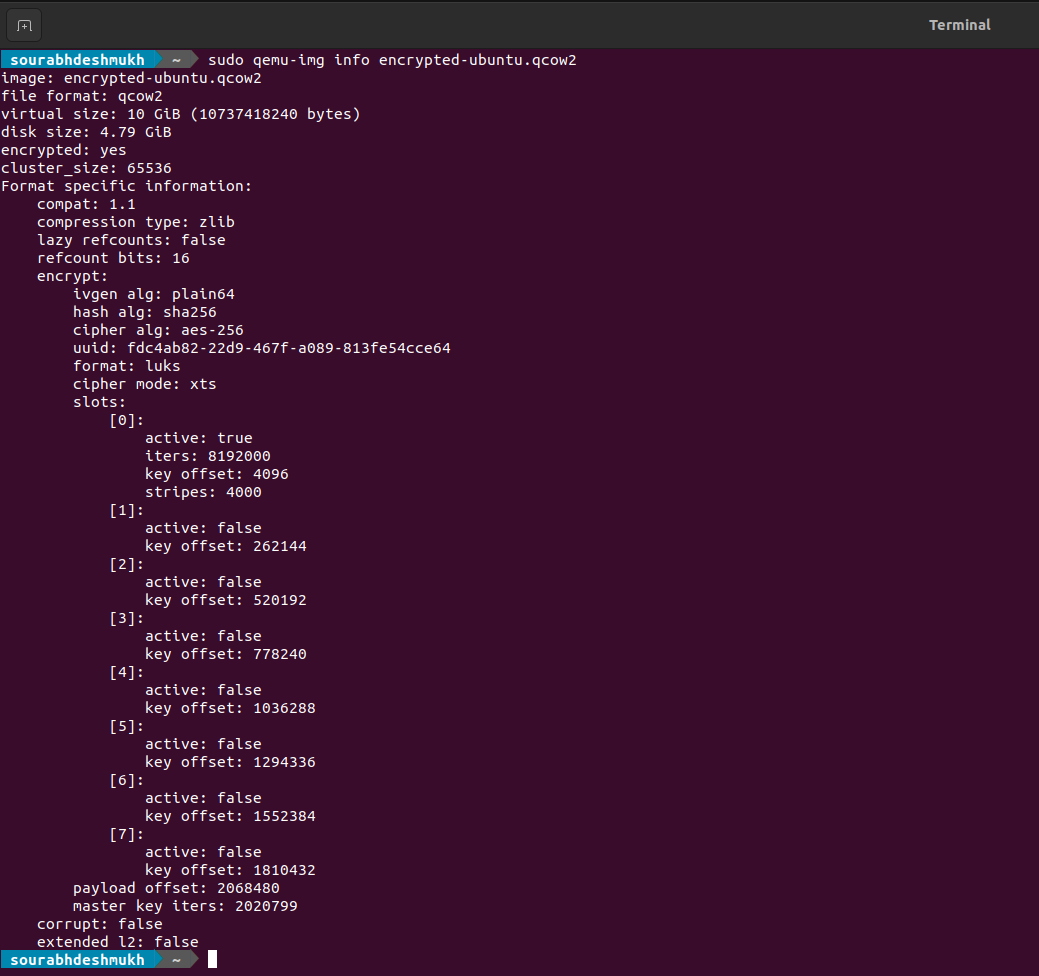 Terminal
sourabhdeshmukh ~ sudo qemu-img info encrypted-ubuntu.qcow2
image: encrypted-ubuntu.qcow2
file format: qcow2
virtual size: 10 GiB (10737418240 bytes)
disk size: 4.79 GiB
encrypted: yes
cluster_size: 65536
Format specific information:
    compat: 1.1
    compression type: zlib
    lazy refcounts: false
    refcount bits: 16
    encrypt:
        ivgen alg: plain64
        hash alg: sha256
        cipher alg: aes-256
        uuid: fdc4ab82-22d9-467f-a089-813fe54cce64
        format: luks
        cipher mode: xts
        slots:
            [0]:
                active: true
                iters: 8192000
                key offset: 4096
                stripes: 4000
            [1]:
                active: false
                key offset: 262144
            [2]:
                active: false
                key offset: 520192
            [3]:
                active: false
                key offset: 778240
            [4]:
                active: false
                key offset: 1036288
            [5]:
                active: false
                key offset: 1294336
            [6]:
                active: false
                key offset: 1552384
            [7]:
                active: false
                key offset: 1810432
        payload offset: 2068480
        master key iters: 2020799
    corrupt: false
    extended l2: false
sourabhdeshmukh ~